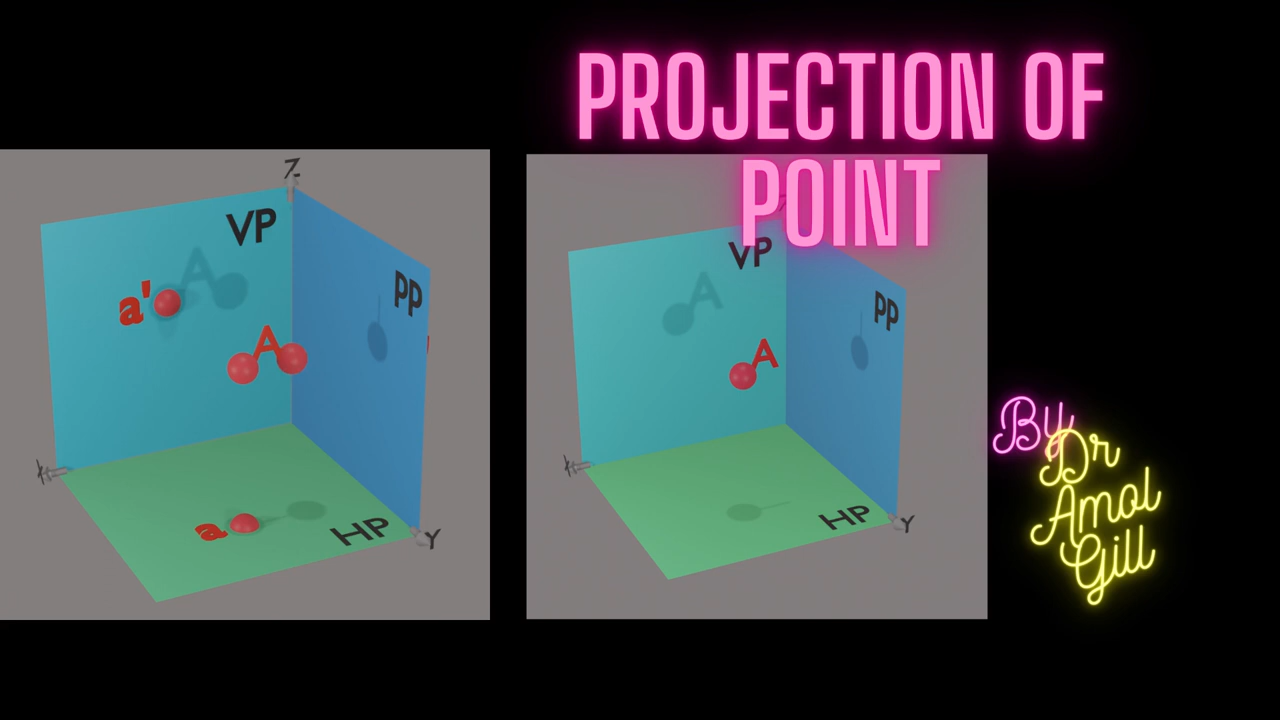 PROJECTION OF
POINT
Z
VP
PP
a'
A
a
HP
Y
VP
PP
A
HP
Y
By
Dr
Amol
Gill